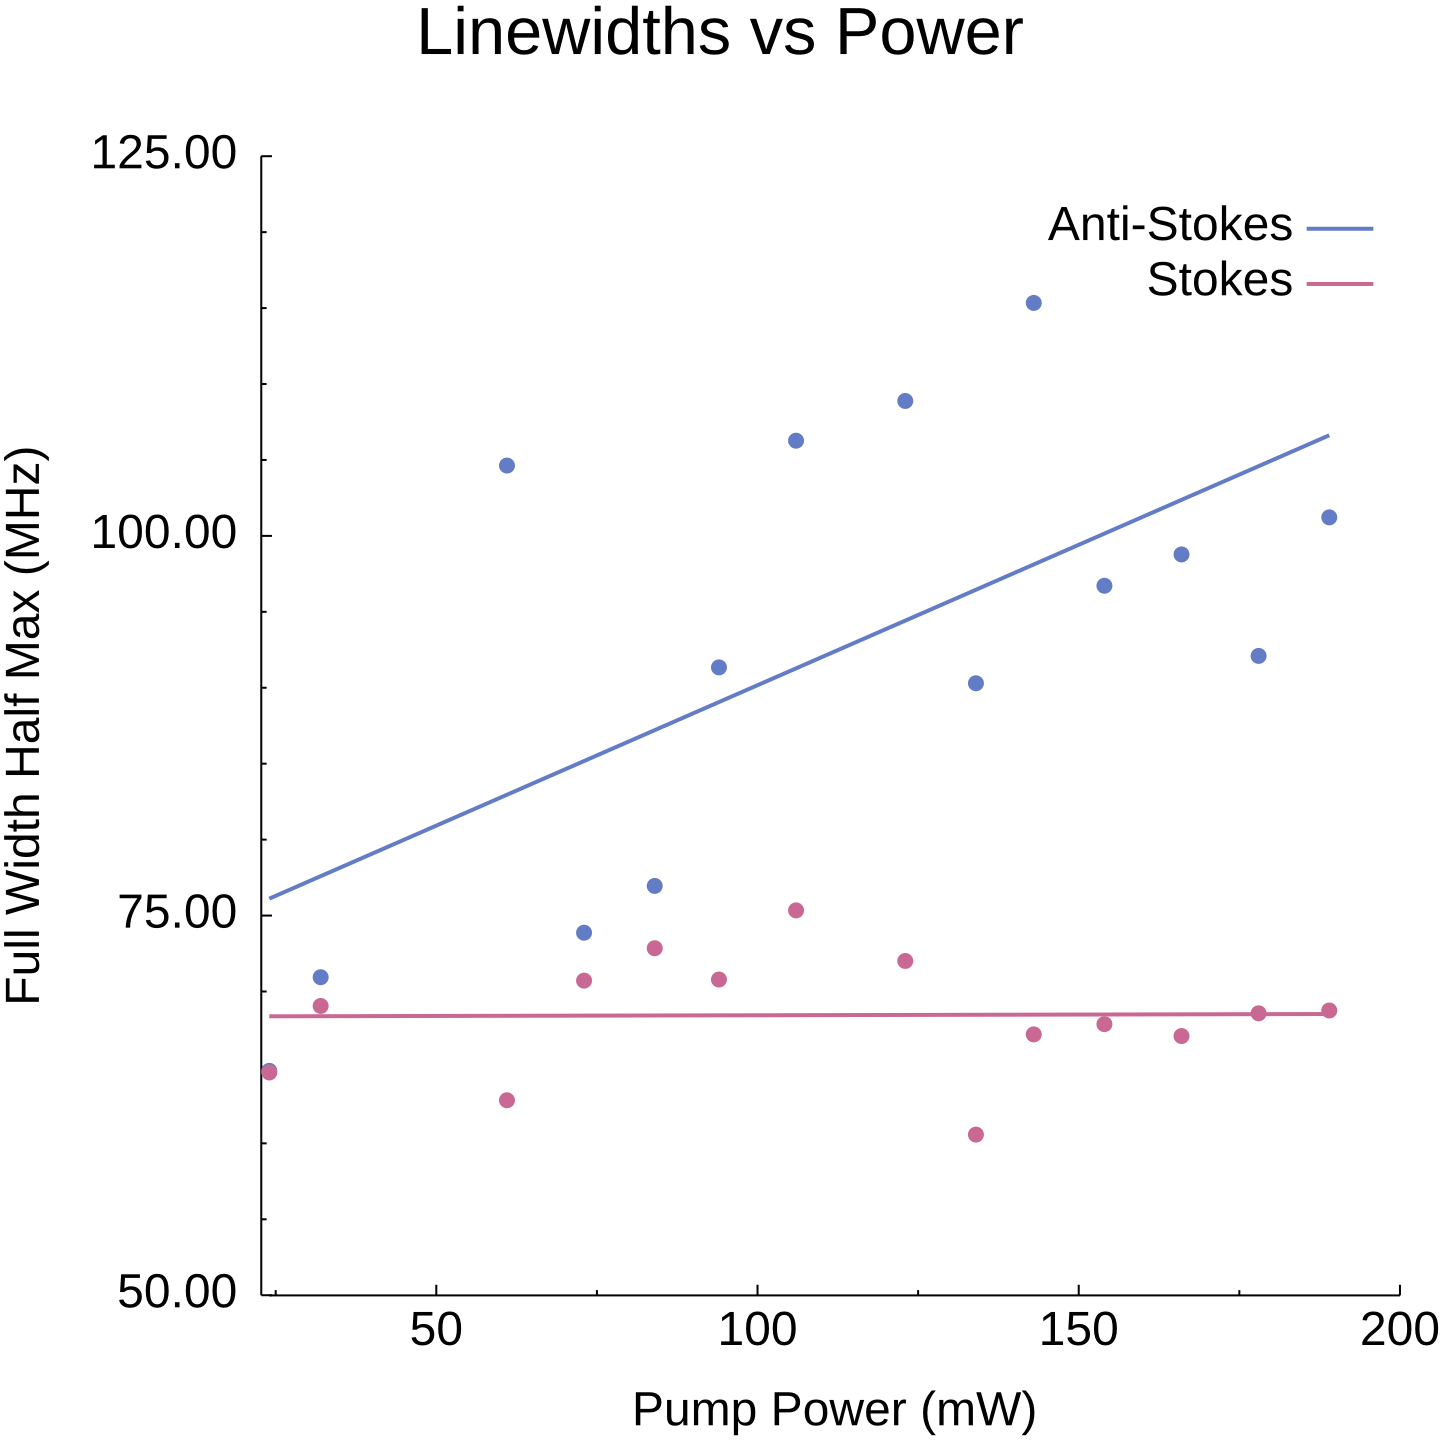 Linewidths vs Power
125.00
Anti-Stokes
Stokes
100.00
Full Width Half Max (MHz)
75.00
50.00
50 100 150 200
Pump Power (mW)